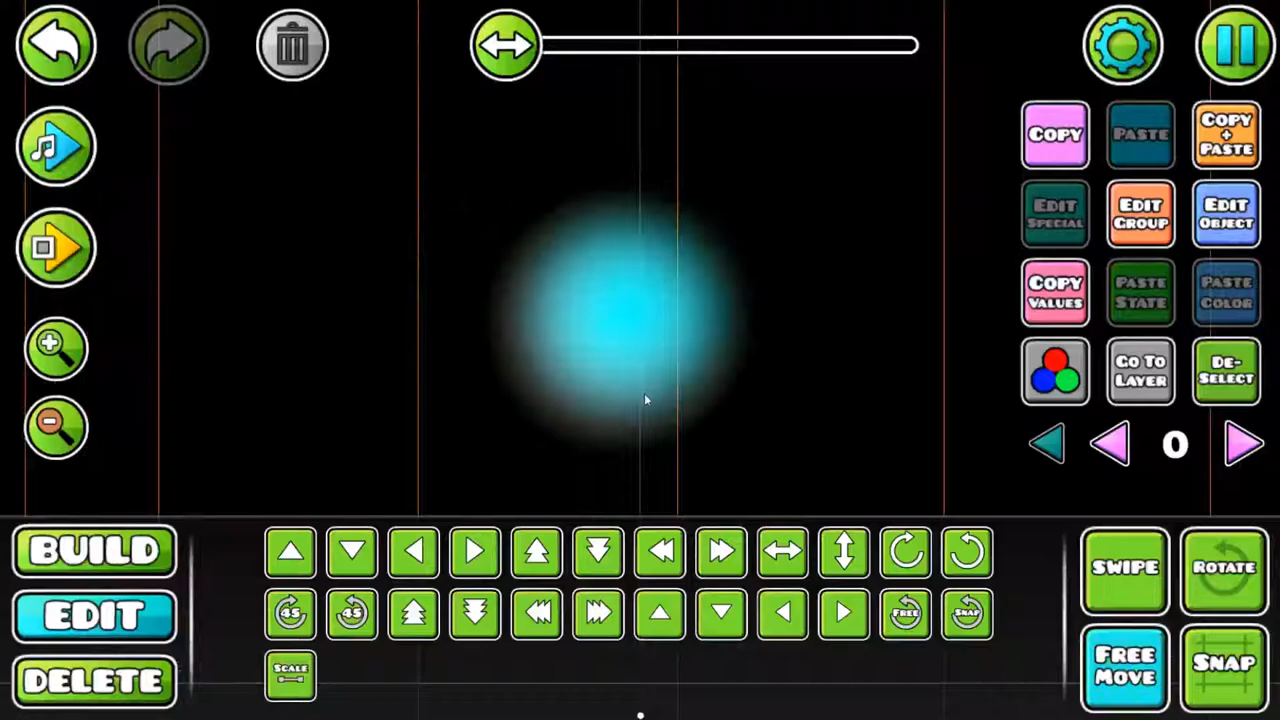 COPY
PASTE
COPY
+
PASTE
EDIT
SPECIAL
EDIT
GROUP
EDIT
OBJECT
COPY
VALUES
PASTE
STATE
PASTE
COLOR
GO TO
LAYER
DE-
SELECT
0
BUILD
EDIT
DELETE
45
45
FREE
SNAP
SCALE
SWIPE
ROTATE
FREE
MOVE
SNAP